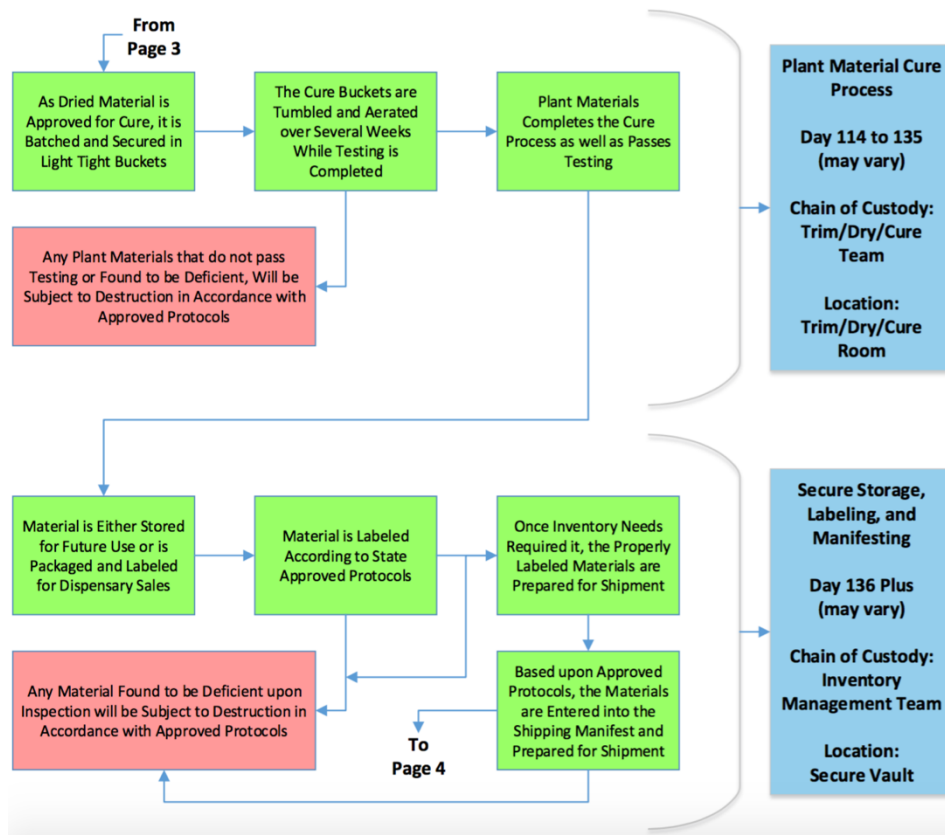 From
Page 3
As Dried Material is
Approved for Cure, it is
Batched and Secured in
Light Tight Buckets
The Cure Buckets are
Tumbled and Aerated
over Several Weeks
While Testing is
Completed
Plant Materials
Completes the Cure
Process as well as Passes
Testing
Any Plant Materials that do not pass
Testing or Found to be Deficient, Will be
Subject to Destruction in Accordance with
Approved Protocols
Plant Material Cure
Process
Day 114 to 135
(may vary)
Chain of Custody:
Trim/Dry/Cure
Team
Location:
Trim/Dry/Cure
Room
Material is Either Stored
for Future Use or is
Packaged and Labeled
for Dispensary Sales
Material is Labeled
According to State
Approved Protocols
Once Inventory Needs
Required it, the Properly
Labeled Materials are
Prepared for Shipment
Any Material Found to be Deficient upon
Inspection will be Subject to Destruction in
Accordance with Approved Protocols
Based upon Approved
Protocols, the Materials
are Entered into the
Shipping Manifest and
Prepared for Shipment
To
Page 4
Secure Storage,
Labeling, and
Manifesting
Day 136 Plus
(may vary)
Chain of Custody:
Inventory
Management Team
Location:
Secure Vault